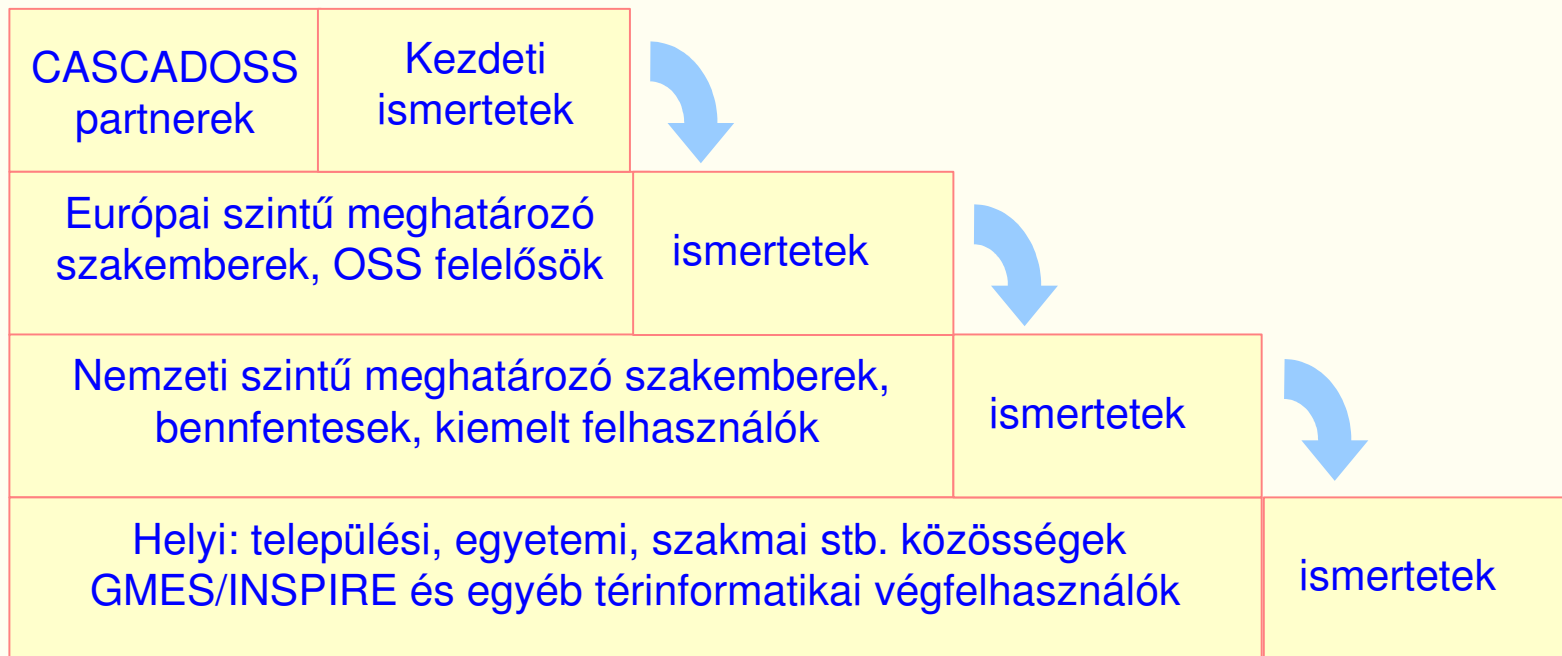 CASCADOSS
partnerek
Kezdeti
ismertetek
Európai szintű meghatározó
szakemberek, OSS felelősök
ismertetek
Nemzeti szintű meghatározó szakemberek,
bennfentesek, kiemelt felhasználók
ismertetek
Helyi: települési, egyetemi, szakmai stb. közösségek
GMES/INSPIRE és egyéb térinformatikai végfelhasználók
ismertetek